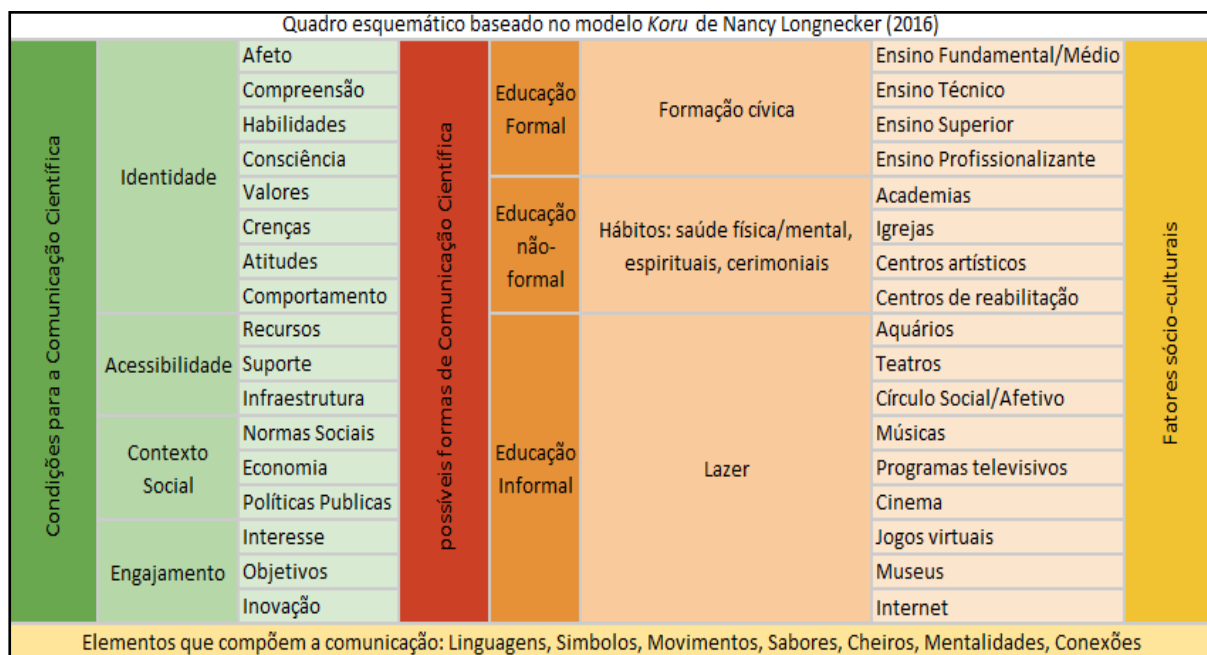 Quadro esquemático baseado no modelo Koru de Nancy Longnecker (2016)
Condições para a Comunicação Científica
Identidade
Afeto
Compreensão
Habilidades
Consciência
Valores
Crenças
Atitudes
Comportamento
Acessibilidade
Recursos
Suporte
Infraestrutura
Contexto
Social
Normas Sociais
Economia
Políticas Publicas
Engajamento
Interesse
Objetivos
Inovação
possíveis formas de Comunicação Científica
Educação
Formal
Formação cívica
Ensino Fundamental/Médio
Ensino Técnico
Ensino Superior
Ensino Profissionalizante
Educação
não-
formal
Hábitos: saúde física/mental,
espirituais, cerimoniais
Academias
Igrejas
Centros artísticos
Centros de reabilitação
Educação
Informal
Lazer
Aquários
Teatros
Círculo Social/Afetivo
Músicas
Programas televisivos
Cinema
Jogos virtuais
Museus
Internet
Fatores sócio-culturais
Elementos que compõem a comunicação: Linguagens, Simbolos, Movimentos, Sabores, Cheiros, Mentalidades, Conexões